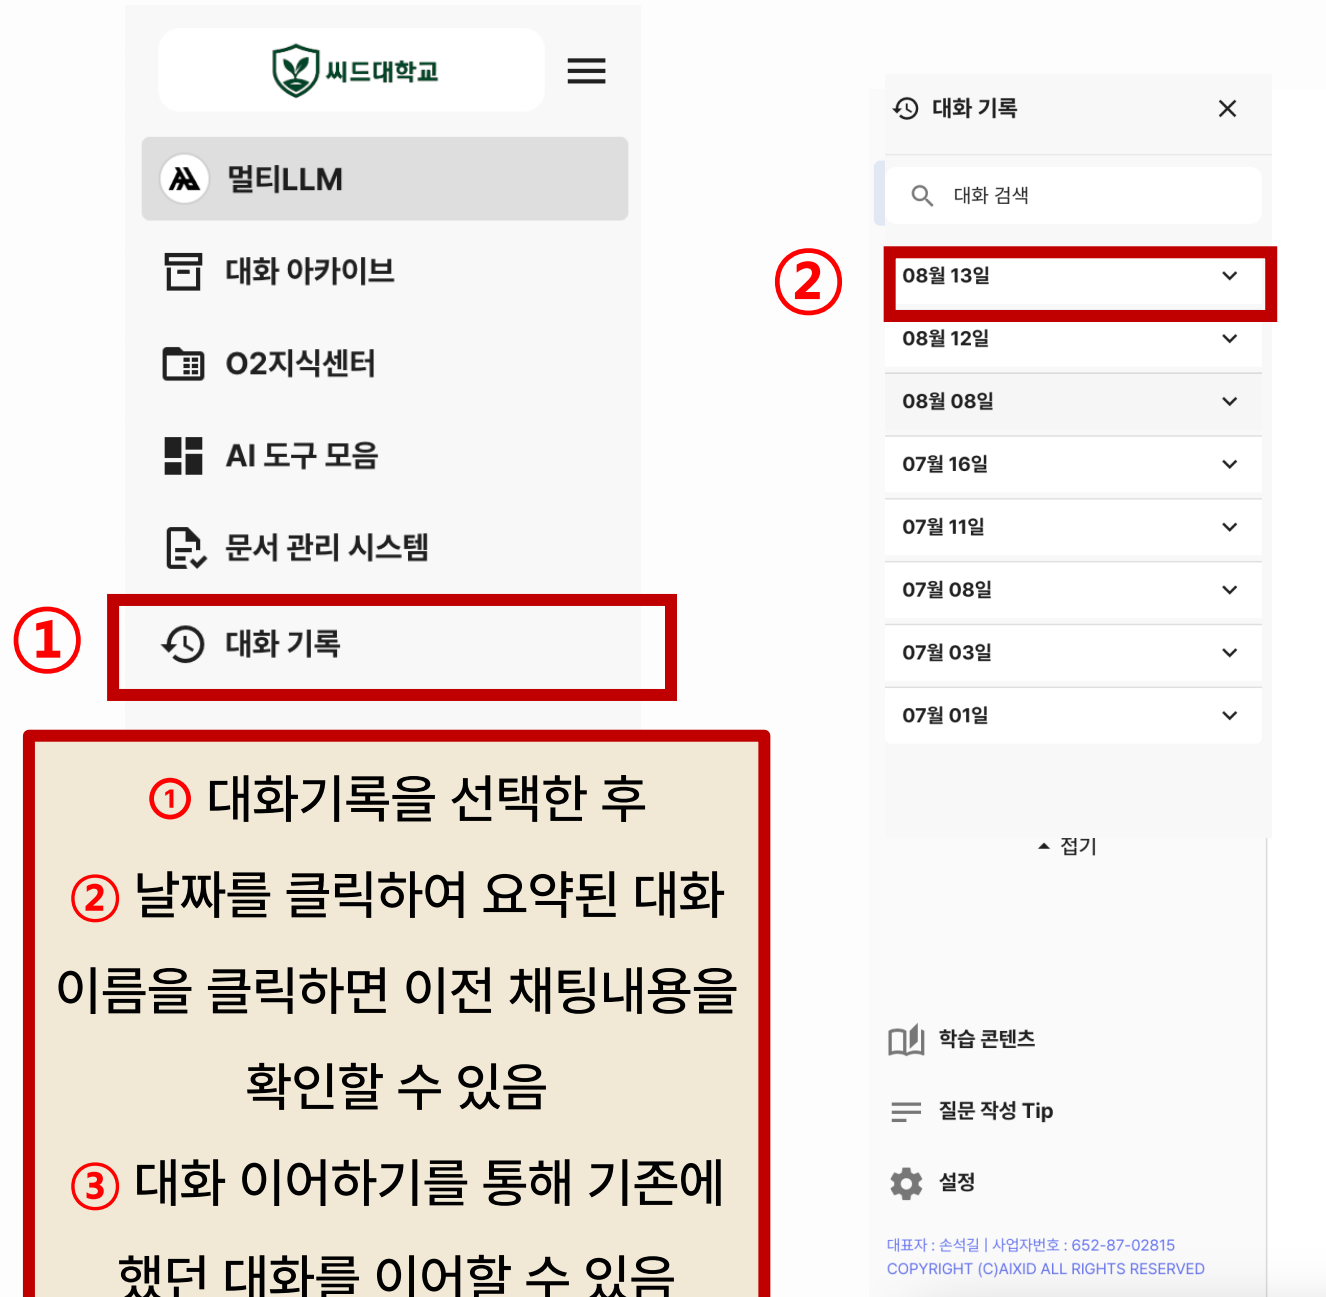 씨드대학교
멀티LLM
대화 아카이브
O2지식센터
AI 도구 모음
문서 관리 시스템
① 대화 기록
① 대화기록을 선택한 후
② 날짜를 클릭하여 요약된 대화
이름을 클릭하면 이전 채팅내용을
확인할 수 있음
③ 대화 이어하기를 통해 기존에
했던 대화를 이어할 수 있음
대화 기록
대화 검색
② 08월 13일
08월 12일
08월 08일
07월 16일
07월 11일
07월 08일
07월 03일
07월 01일
접기
학습 콘텐츠
질문 작성 Tip
설정
대표자 : 손석길 | 사업자번호 : 652-87-02815
COPYRIGHT (C)AIXID ALL RIGHTS RESERVED